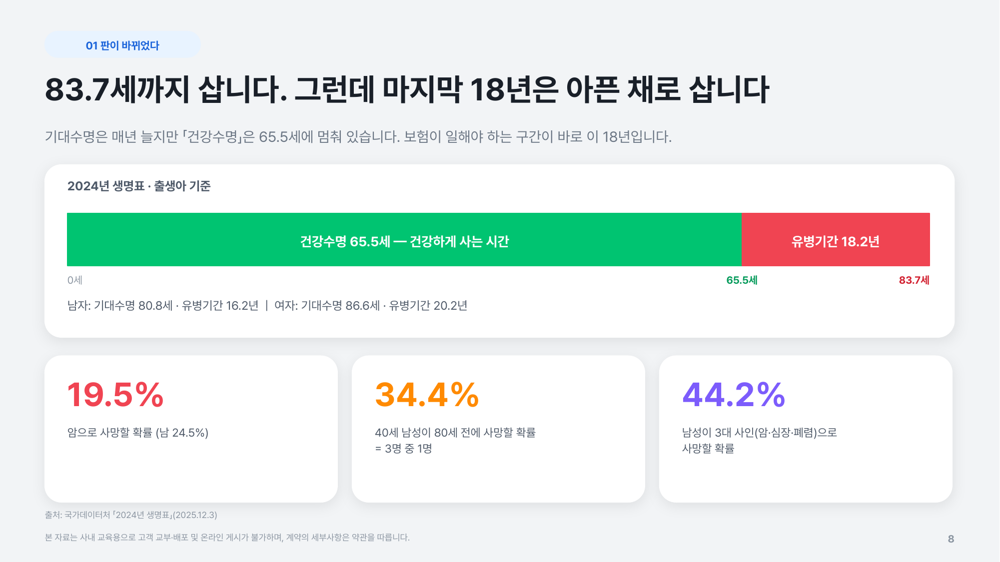 01 판이 바뀌었다
83.7세까지 삽니다. 그런데 마지막 18년은 아픈 채로 삽니다
기대수명은 매년 늘지만 「건강수명」은 65.5세에 멈춰 있습니다. 보험이 일해야 하는 구간이 바로 이 18년입니다.
2024년 생명표 · 출생아 기준
건강수명 65.5세 — 건강하게 사는 시간
유병기간 18.2년
0세
65.5세
83.7세
남자: 기대수명 80.8세 · 유병기간 16.2년 | 여자: 기대수명 86.6세 · 유병기간 20.2년
19.5%
암으로 사망할 확률 (남 24.5%)
34.4%
40세 남성이 80세 전에 사망할 확률
= 3명 중 1명
44.2%
남성이 3대 사인(암·심장·폐렴)으로
사망할 확률
출처: 국가데이터처 「2024년 생명표」(2025.12.3)
본 자료는 사내 교육용으로 고객 교부·배포 및 온라인 게시가 불가하며, 계약의 세부사항은 약관을 따릅니다.
8